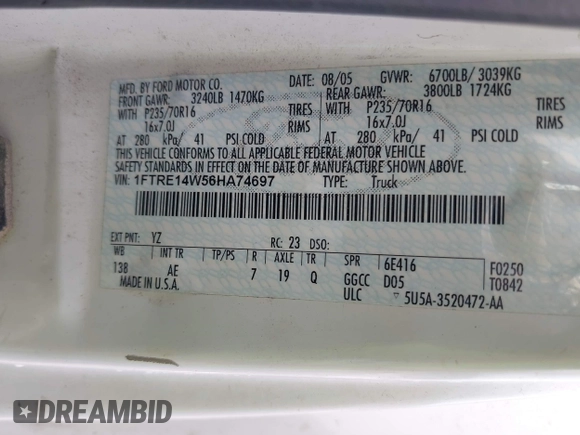 MFD. BY FORD MOTOR CO. DATE: 08/05 GVWR: 6700LB/ 3039KG
FRONT GAWR: 3240LB 1470KG REAR GAWR: 3800LB 1724KG
WITH P235/70R16 TIRES WITH P235/70R16 TIRES
16x7.0J RIMS 16x7.0J RIMS
AT 280 kPa/ 41 PSI COLD AT 280 kPa/ 41 PSI COLD
THIS VEHICLE CONFORMS TO ALL APPLICABLE FEDERAL MOTOR VEHICLE
SAFETY STANDARDS IN EFFECT ON THE DATE OF MANUFACTURE SHOWN ABOVE.
VIN: 1FTRE14W56HA74697 TYPE: Truck
EXT PNT: YZ RC: 23 DSO:
WB INT TR TP/PS R AXLE TR SPR 6E416 F0250
138 AE 7 19 Q GGCC D05 T0842
MADE IN U.S.A. ULC 5U5A-3520472-AA
DREAMBID